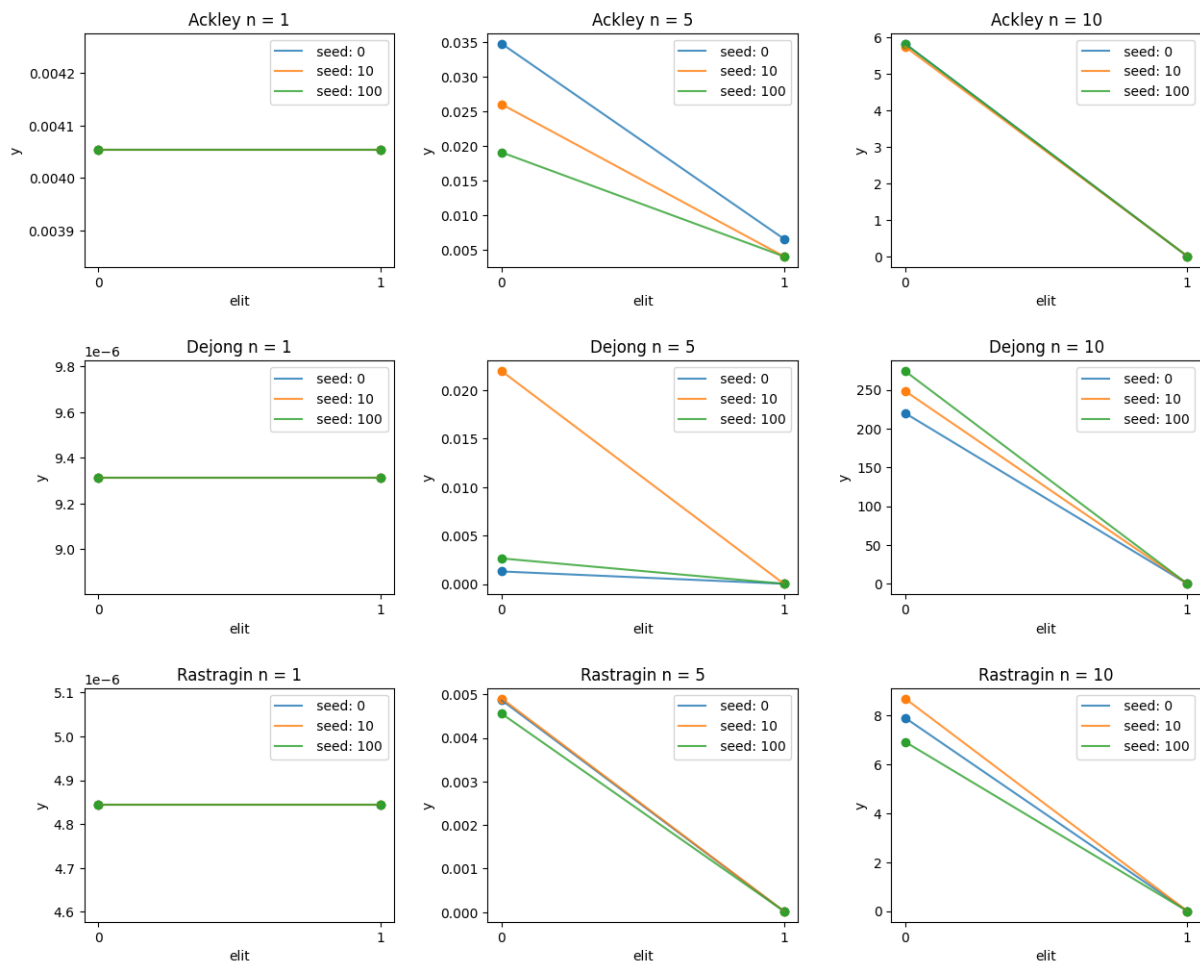 Ackley n = 1
0.0042
0.0041
0.0040
0.0039
y
seed: 0
seed: 10
seed: 100
0 1
elit
Ackley n = 5
0.035
0.030
0.025
0.020
0.015
0.010
0.005
y
seed: 0
seed: 10
seed: 100
0 1
elit
Ackley n = 10
6
5
4
3
2
1
0
y
seed: 0
seed: 10
seed: 100
0 1
elit
Dejong n = 1
1e−6
9.8
9.6
9.4
9.2
9.0
y
seed: 0
seed: 10
seed: 100
0 1
elit
Dejong n = 5
0.020
0.015
0.010
0.005
0.000
y
seed: 0
seed: 10
seed: 100
0 1
elit
Dejong n = 10
250
200
150
100
50
0
y
seed: 0
seed: 10
seed: 100
0 1
elit
Rastragin n = 1
1e−6
5.1
5.0
4.9
4.8
4.7
4.6
y
seed: 0
seed: 10
seed: 100
0 1
elit
Rastragin n = 5
0.005
0.004
0.003
0.002
0.001
0.000
y
seed: 0
seed: 10
seed: 100
0 1
elit
Rastragin n = 10
8
6
4
2
0
y
seed: 0
seed: 10
seed: 100
0 1
elit